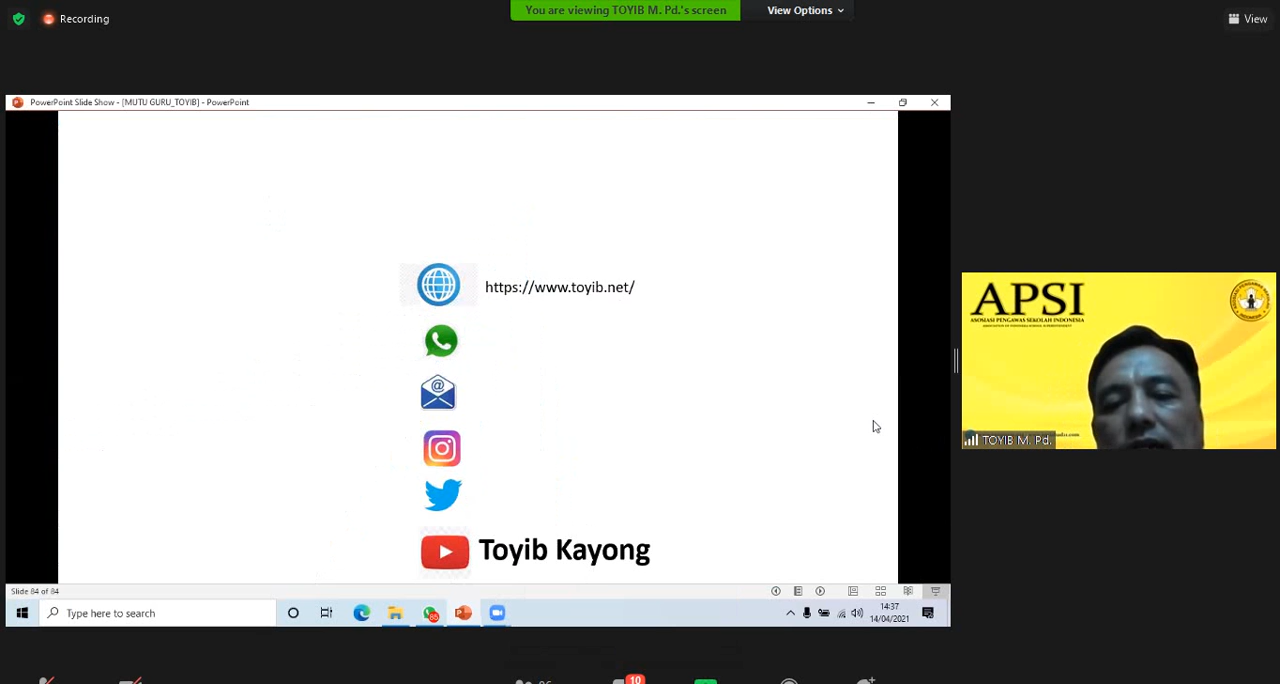 Recording
You are viewing TOYIB M. Pd.'s screen
View Options
View
PowerPoint Slide Show - [MUTU GURU_TOYIB] - PowerPoint
https://www.toyib.net/
@
Toyib Kayong
APSI
ASOSIASI PENGAWAS SEKOLAH INDONESIA
TOYIB M. Pd.
Slide 84 of 84
Type here to search
14:37
14/04/2021
10